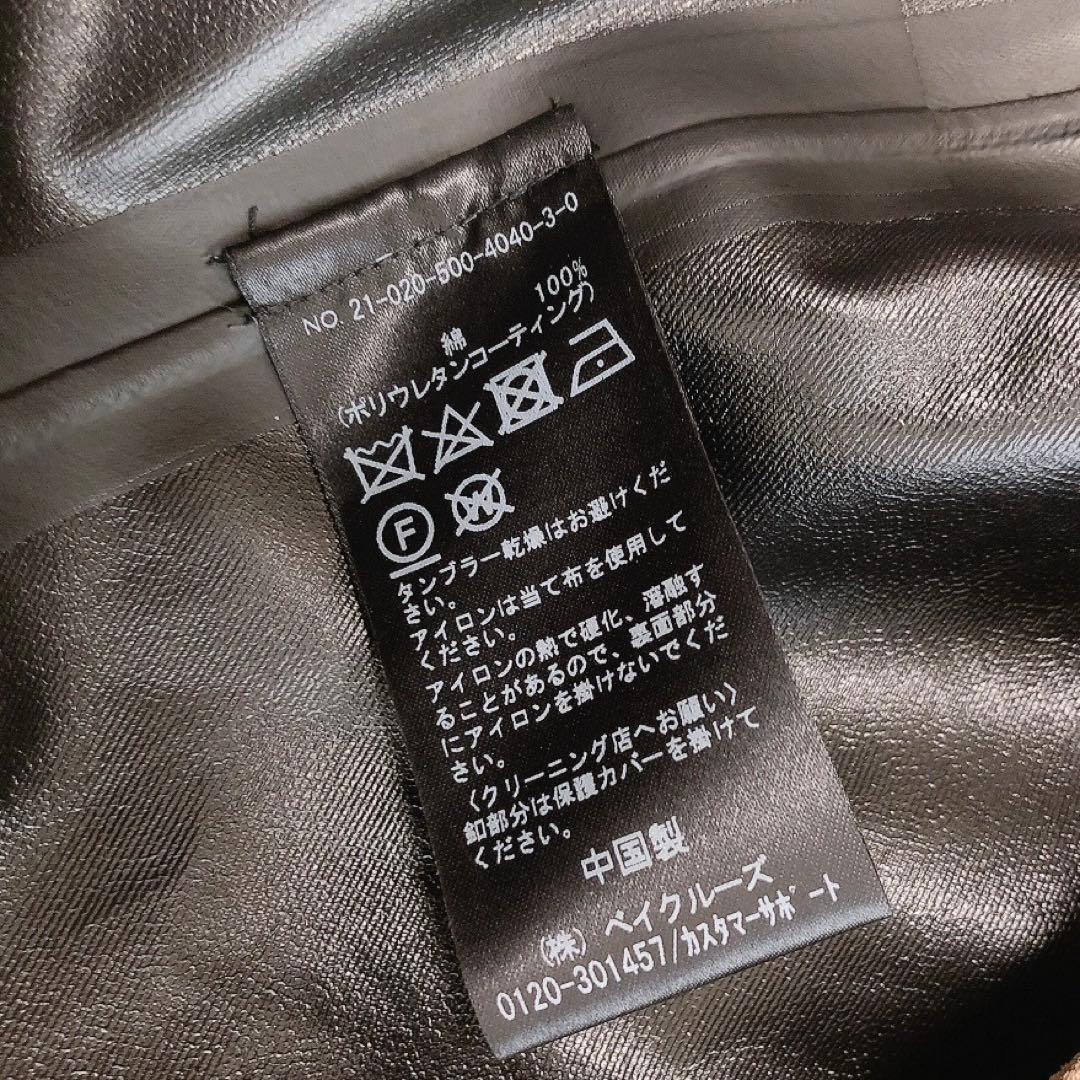 NO. 21-020-500-4040-3-0
綿 100%
(ポリウレタンコーティング)
F
W
タンブラー乾燥はお避けくだ
さい。
アイロンは当て布を使用して
ください。
アイロンの熱で硬化、溶融す
ることがあるので、裏面部分
にアイロンを掛けないでくだ
さい。
〈クリーニング店へお願い〉
釦部分は保護カバーを掛けて
ください。
中国製
(株) ベイクルーズ
0120-301457/カスタマーサポート